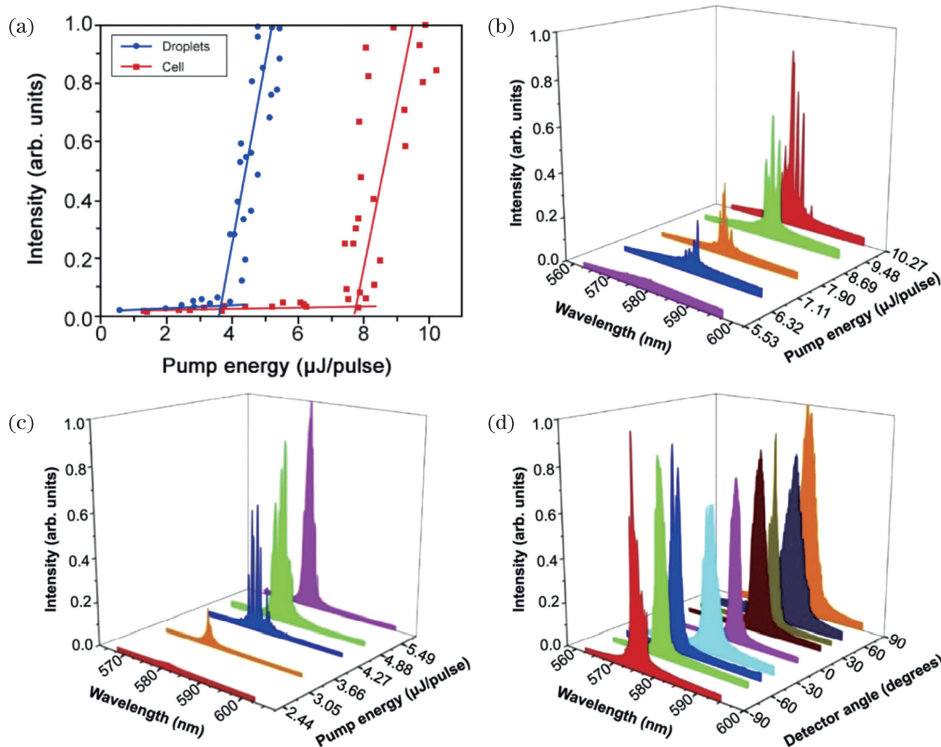 (a)
1.0
0.8
0.6
0.4
0.2
0.0
Intensity (arb. units)
Droplets
Cell
0 2 4 6 8 10
Pump energy (µJ/pulse)
(b)
1.0
0.8
0.6
0.4
0.2
0.0
Intensity (arb. units)
560 570 580 590 600
Wavelength (nm)
5.53 6.32 7.11 7.90 8.69 9.48 10.27
Pump energy (µJ/pulse)
(c)
1.0
0.8
0.6
0.4
0.2
0.0
Intensity (arb. units)
570 580 590 600
Wavelength (nm)
2.44 3.05 3.66 4.27 4.88 5.49
Pump energy (µJ/pulse)
(d)
1.0
0.8
0.6
0.4
0.2
0.0
Intensity (arb. units)
560 570 580 590 600
Wavelength (nm)
-90 -60 -30 0 30 60 90
Detector angle (degrees)